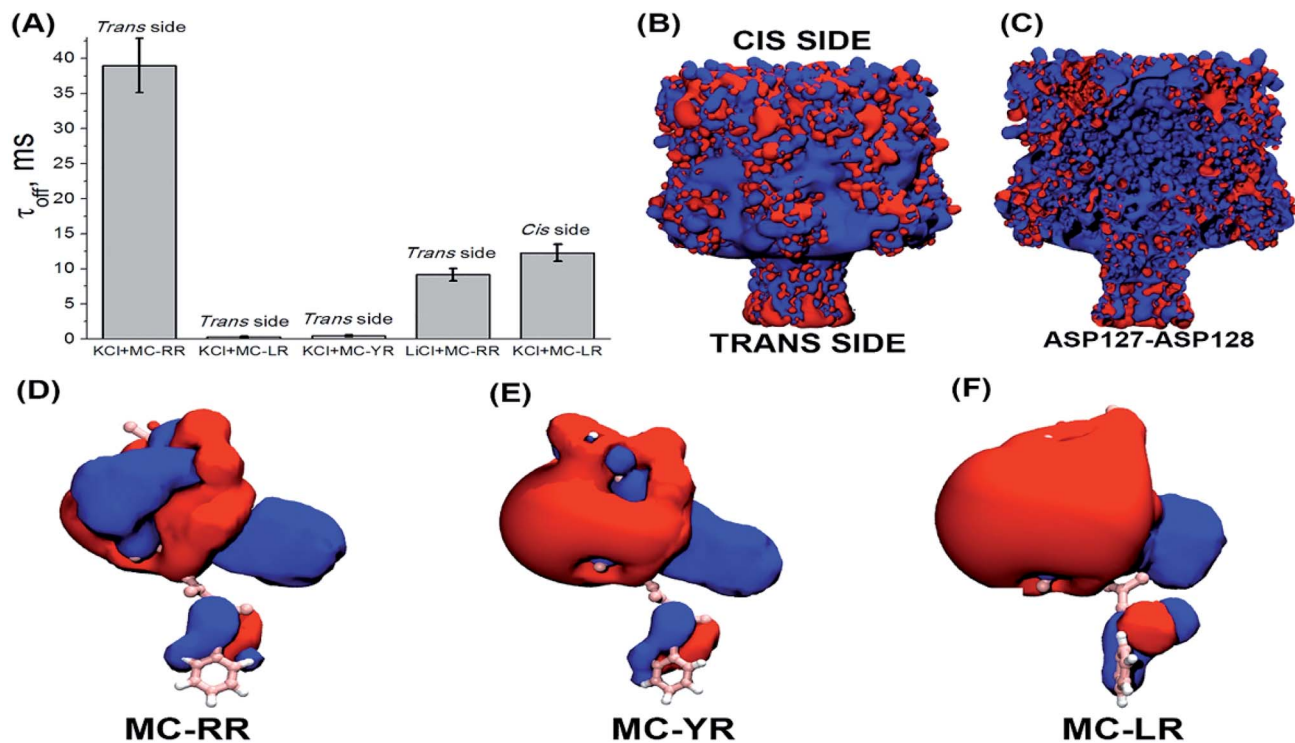 (A)
Trans side
Trans side
Trans side
Trans side
Cis side
τoff, ms
40
35
30
25
20
15
10
5
0
KCl+MC-RR
KCl+MC-LR
KCl+MC-YR
LiCl+MC-RR
KCl+MC-LR
(B)
CIS SIDE
TRANS SIDE
(C)
ASP127-ASP128
(D)
MC-RR
(E)
MC-YR
(F)
MC-LR